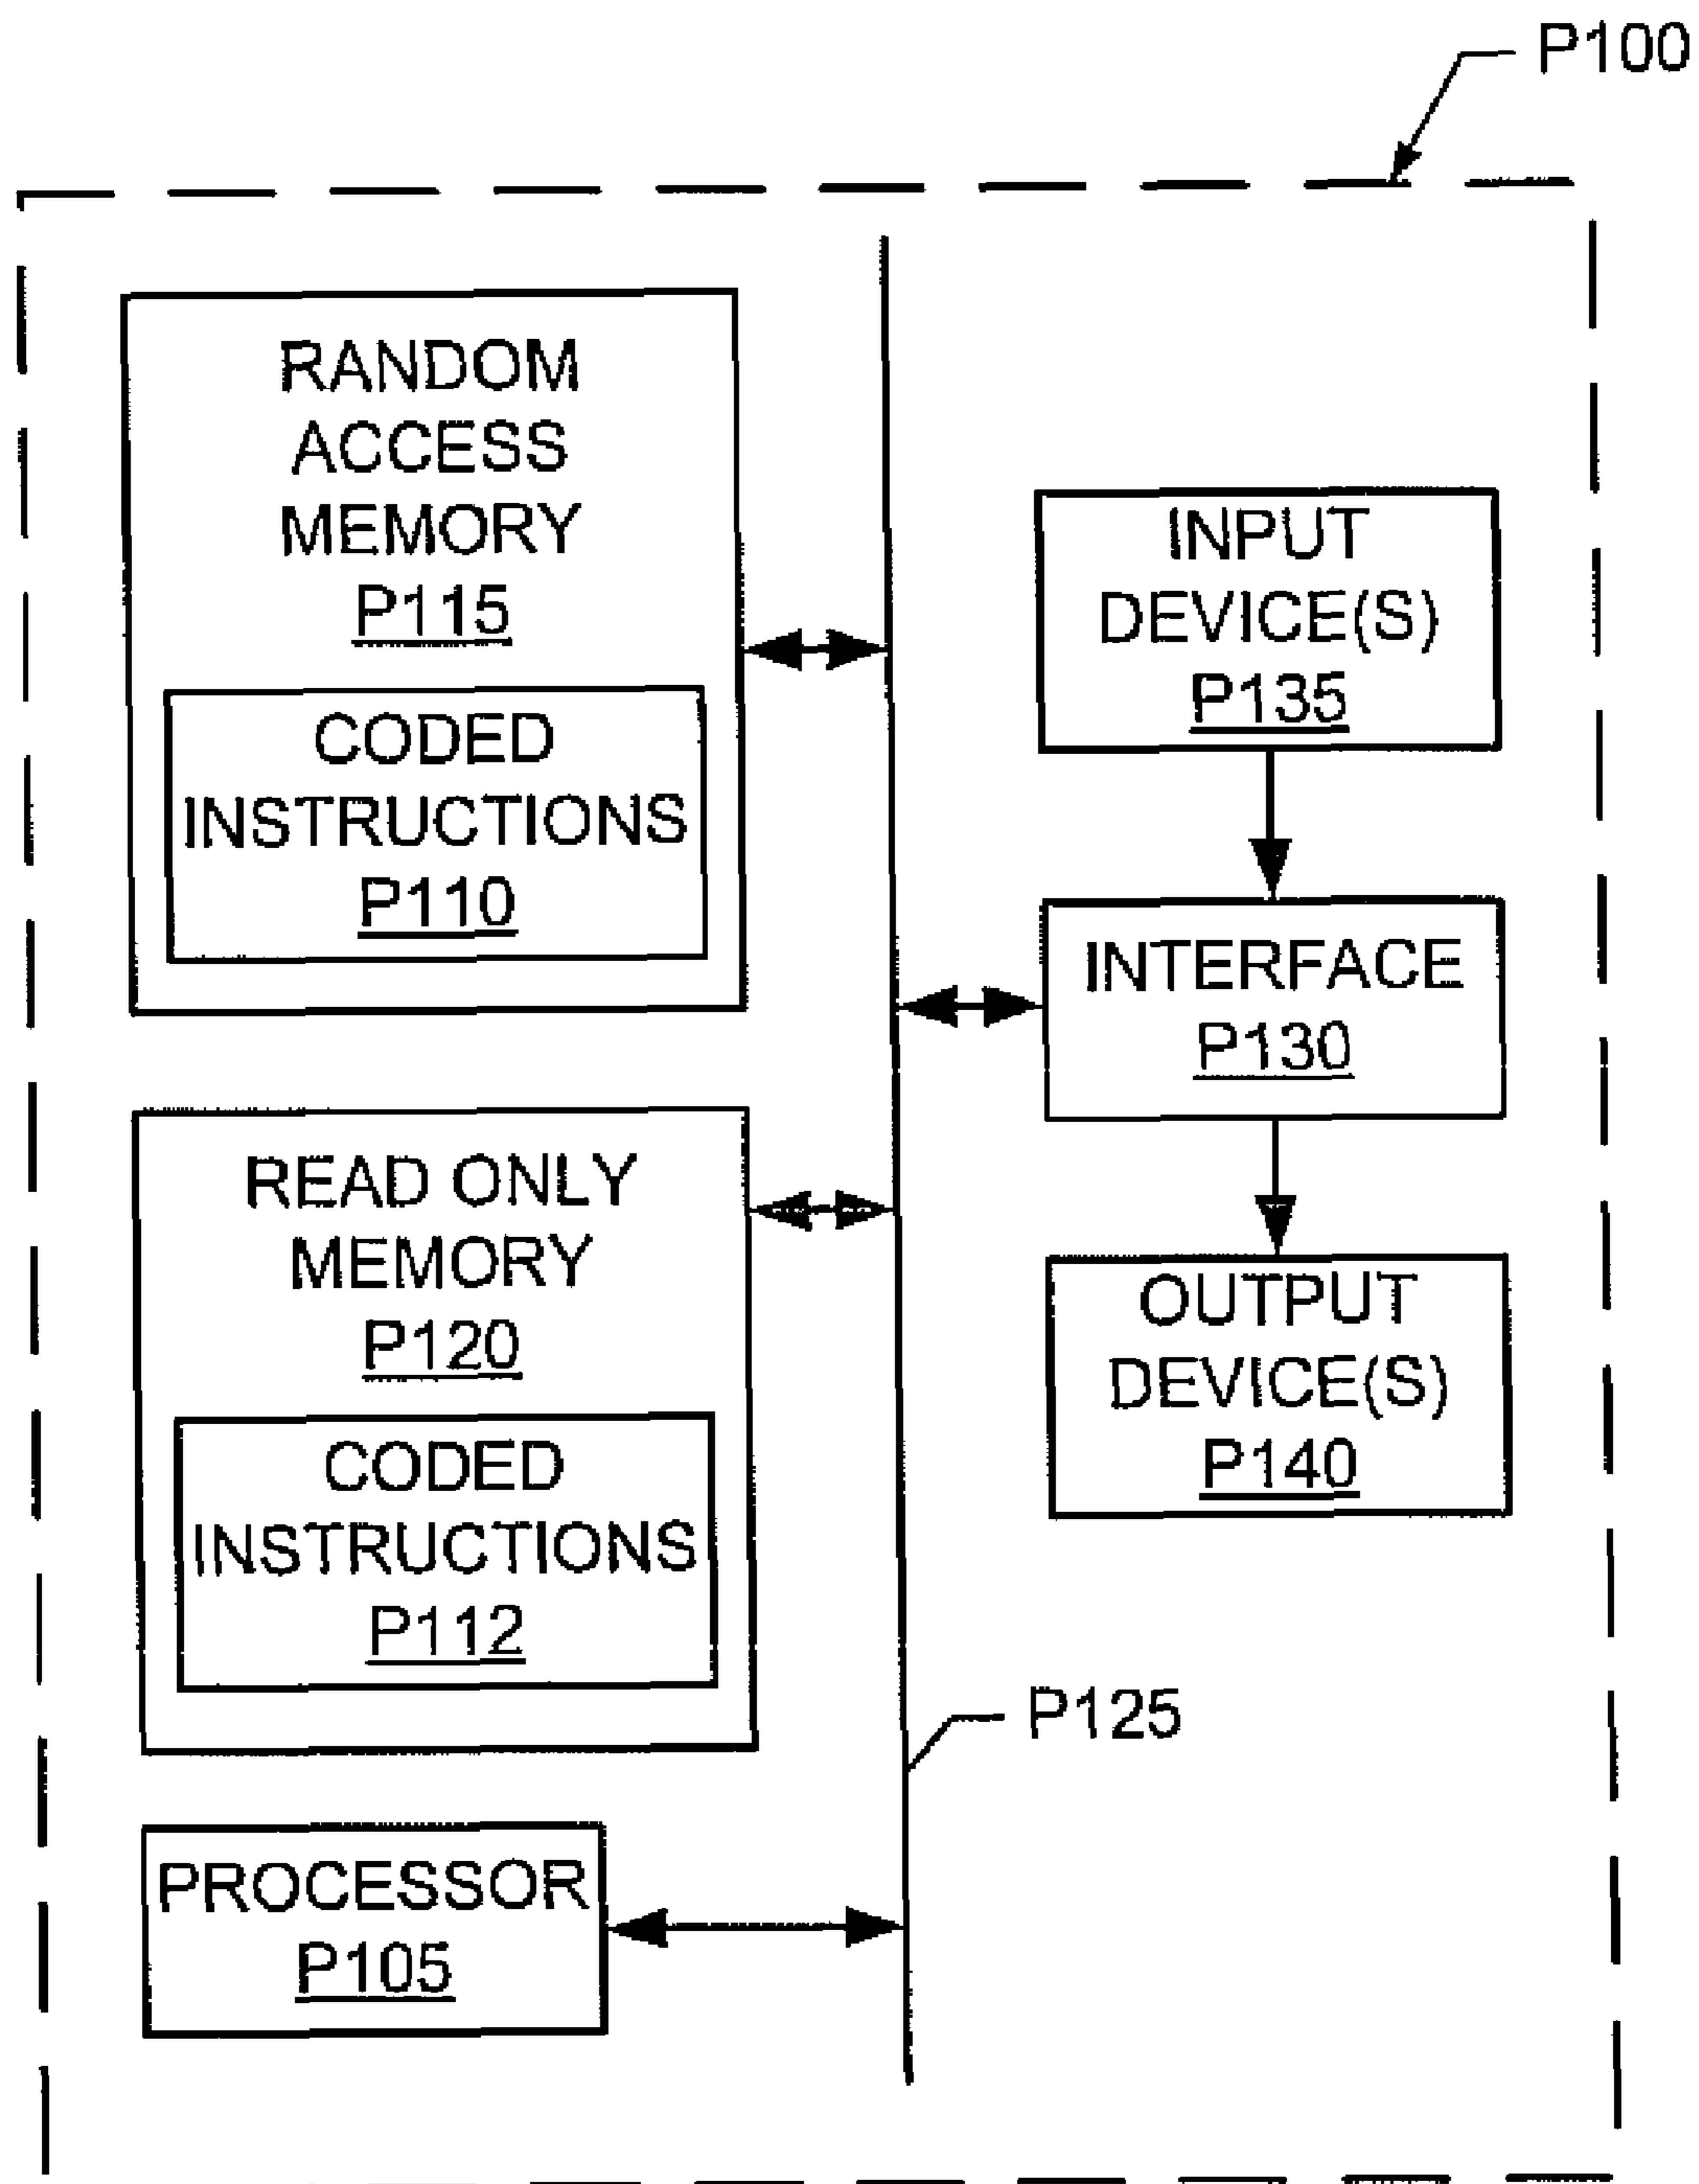 P100
RANDOM
ACCESS
MEMORY
P115
CODED
INSTRUCTIONS
P110
READ ONLY
MEMORY
P120
CODED
INSTRUCTIONS
P112
PROCESSOR
P105
INPUT
DEVICE(S)
P135
INTERFACE
P130
OUTPUT
DEVICE(S)
P140
P125